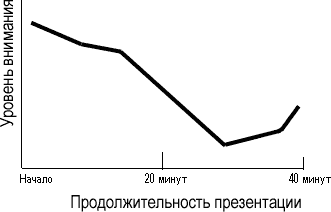 Уровень внимания
Начало
20 минут
40 минут
Продолжительность презентации